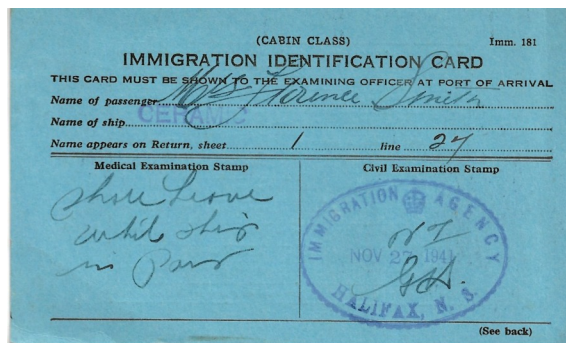 (CABIN CLASS) Imm. 181
IMMIGRATION IDENTIFICATION CARD
THIS CARD MUST BE SHOWN TO THE EXAMINING OFFICER AT PORT OF ARRIVAL
Name of passenger Florence Smith
Name of ship CERAMIC
Name appears on Return, sheet 1 line 27
Medical Examination Stamp Civil Examination Stamp
shore leave
while ship
in Port
IMMIGRATION AGENCY
NOV 1941
HALIFAX, N. S.
(See back)